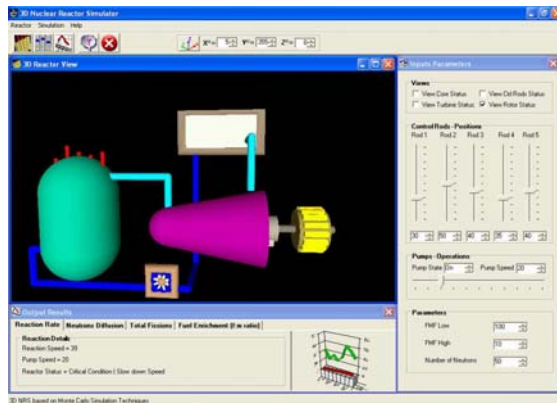 3D Nuclear Reactor Simulator
Reactor Simulation Help
X°= 5 Y°= 355 Z°= 0
3D Reactor View
Inputs Parameters
Views
View Core Status View Ctrl Rods Status
View Turbine Status View Rotor Status
Control Rods - Positions
Rod 1 Rod 2 Rod 3 Rod 4 Rod 5
30 50 40 35 40
Pumps - Operations
Pump State On Pump Speed 20
Parameters
FMF Low 100
FMF High 10
Number of Neutrons 50
Output Results
Reaction Rate Neutrons Diffusion Total Fissions Fuel Enrichment (f:m ratio)
Reaction Details
Reaction Speed = 39
Pump Speed = 20
Reactor Status = Critical Condition ! Slow down Speed
3D NRS based on Monte Carlo Simulation Techniques